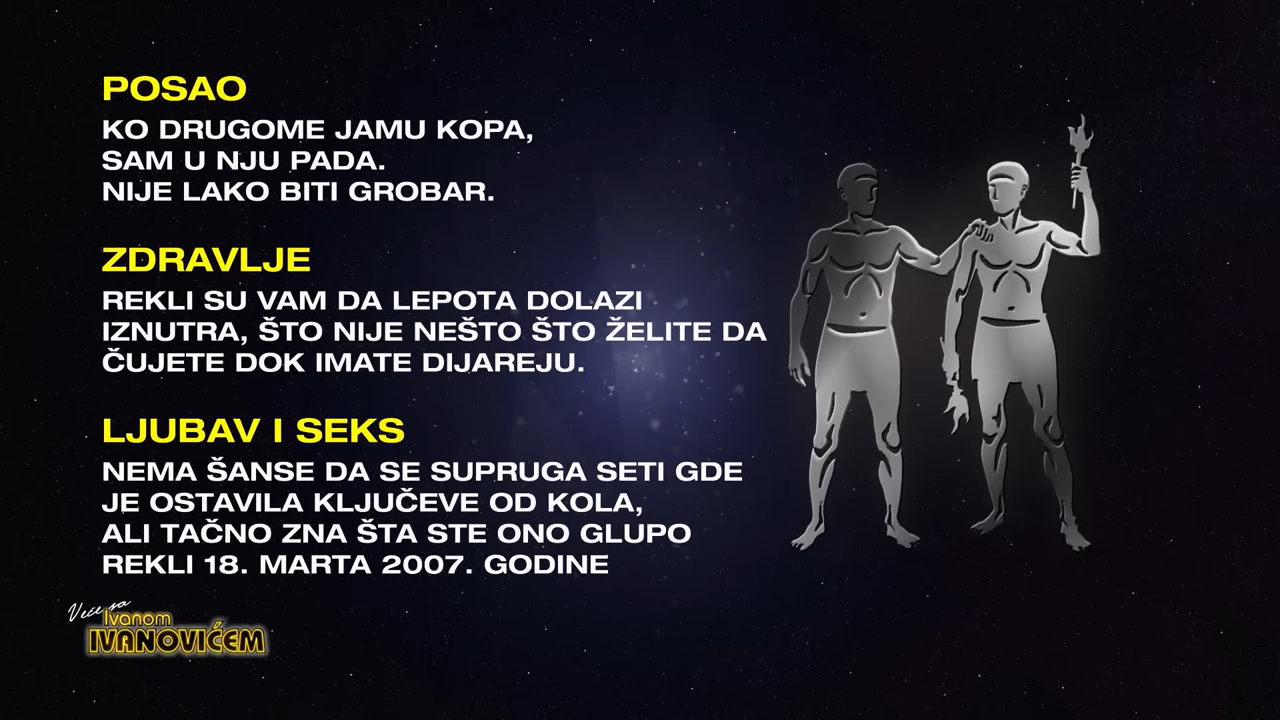 POSAO
KO DRUGOME JAMU KOPA,
SAM U NJU PADA.
NIJE LAKO BITI GROBAR.
ZDRAVLJE
REKLI SU VAM DA LEPOTA DOLAZI
IZNUTRA, ŠTO NIJE NEŠTO ŠTO ŽELITE DA
ČUJETE DOK IMATE DIJAREJU.
LJUBAV I SEKS
NEMA ŠANSE DA SE SUPRUGA SETI GDE
JE OSTAVILA KLJUČEVE OD KOLA,
ALI TAČNO ZNA ŠTA STE ONO GLUPO
REKLI 18. MARTA 2007. GODINE
Veče sa
Ivanom
IVANOVIĆEM